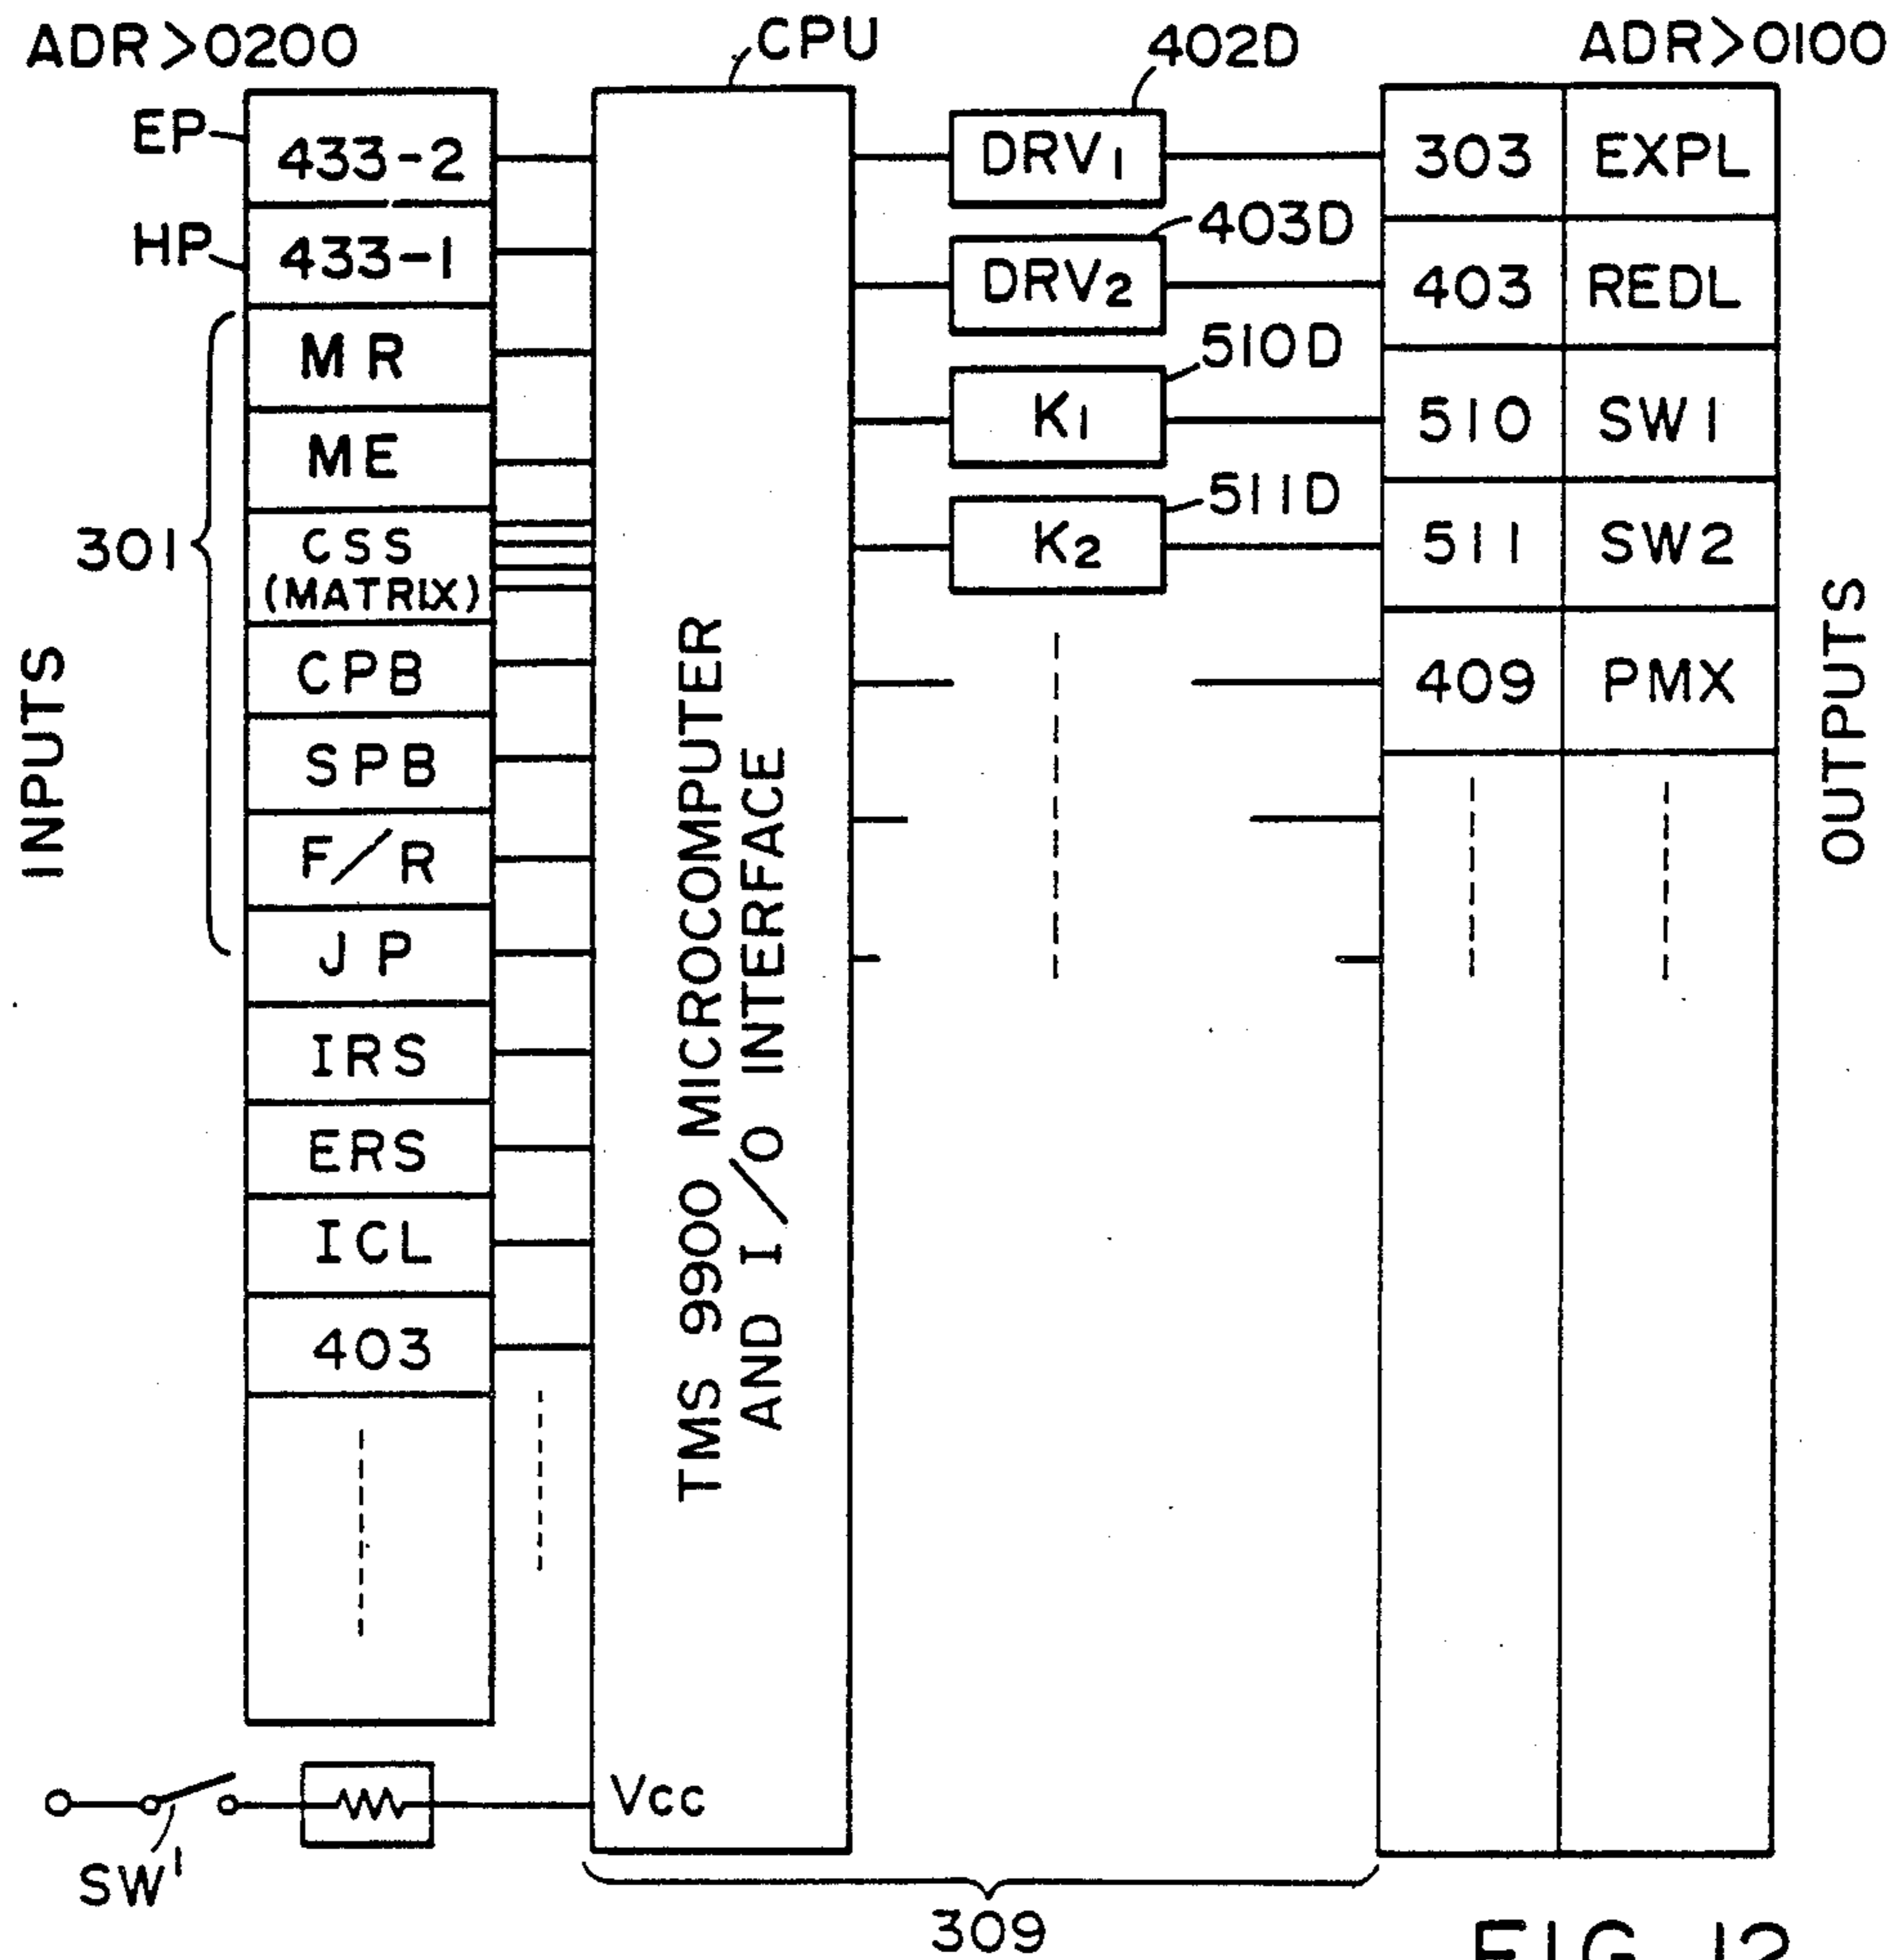 ADR>0200
CPU
402D
ADR>0100
EP
433-2
DRV1
303
EXPL
HP
433-1
403D
DRV2
403
REDL
MR
510D
K1
510
SW1
ME
511D
K2
511
SW2
301
CSS
(MATRIX)
CPB
409
PMX
SPB
F/R
JP
IRS
ERS
ICL
403
INPUTS
TMS 9900 MICROCOMPUTER
AND I/O INTERFACE
OUTPUTS
Vcc
SW'
309
FIG. 12